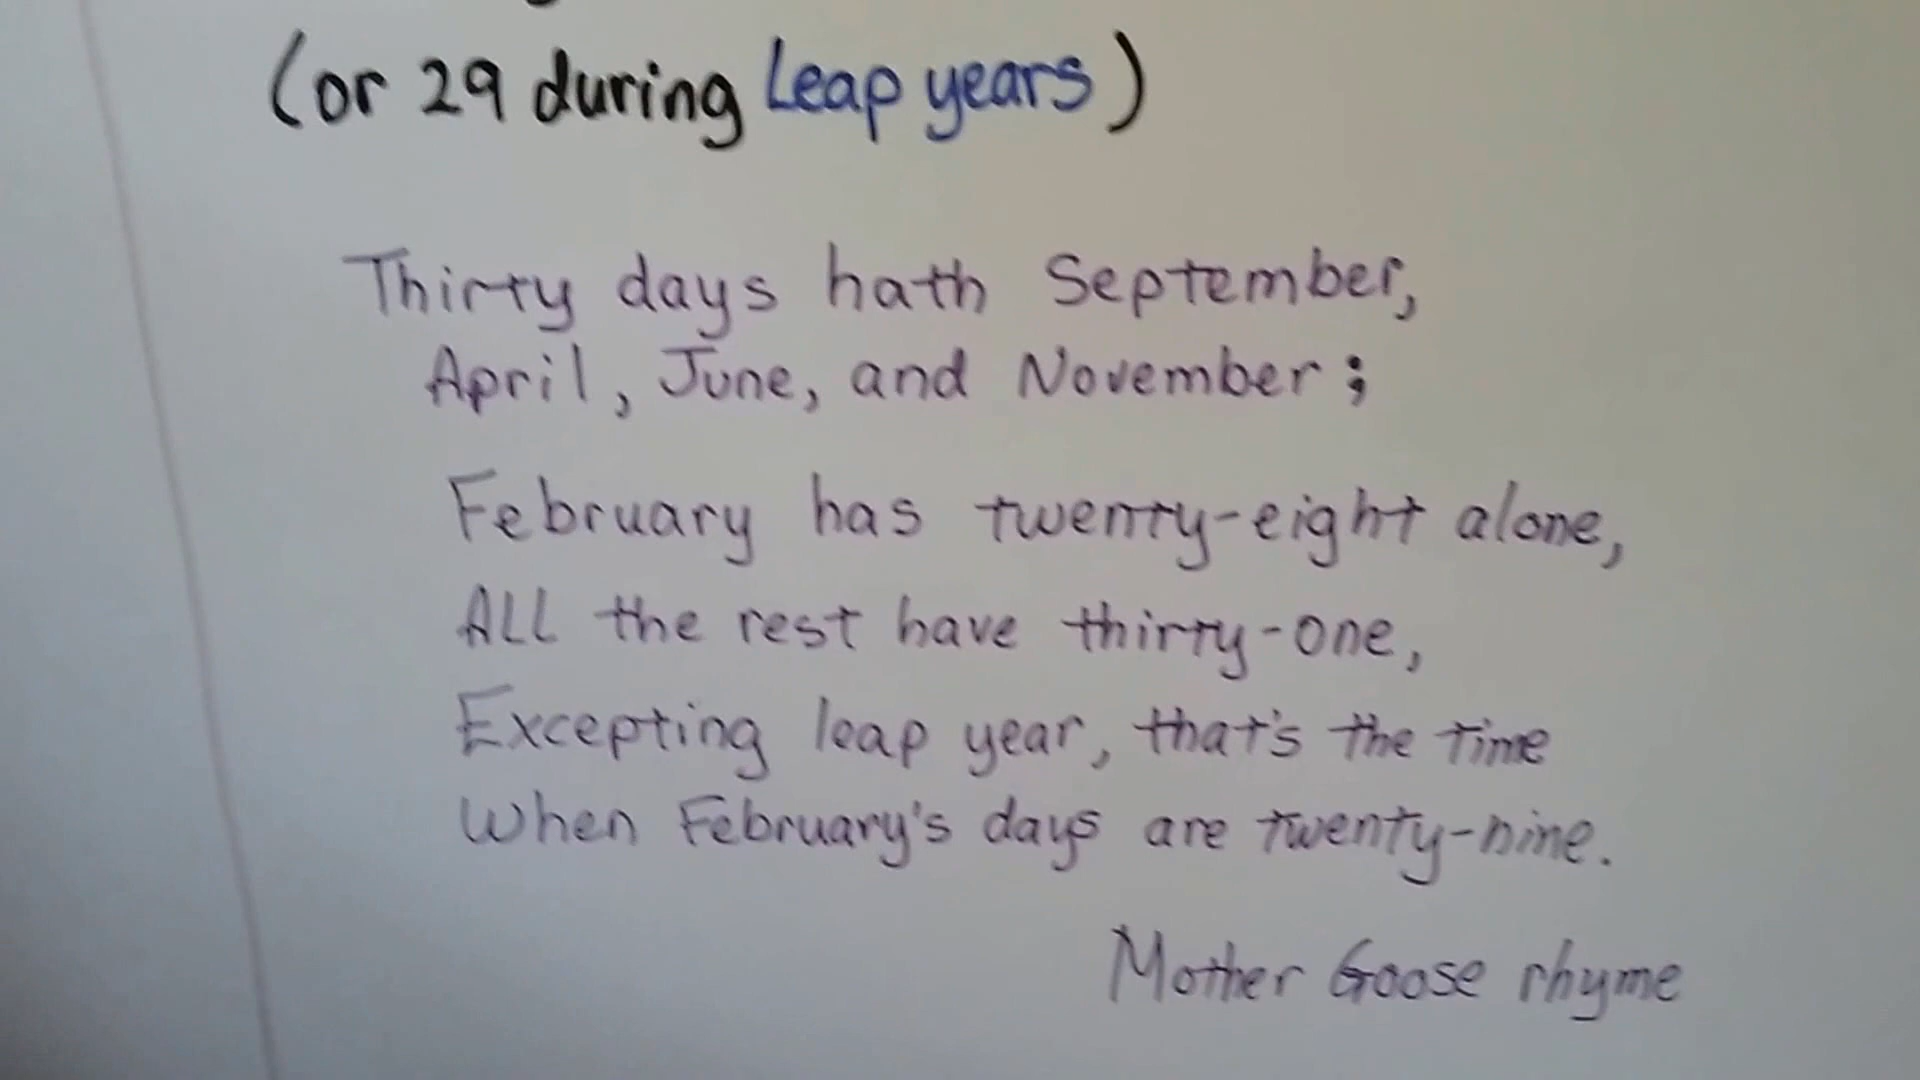 (or 29 during Leap years)
Thirty days hath September,
April, June, and November;
February has twenty-eight alone,
ALL the rest have thirty-one,
Excepting leap year, that's the time
When February's days are twenty-nine.
Mother Goose rhyme